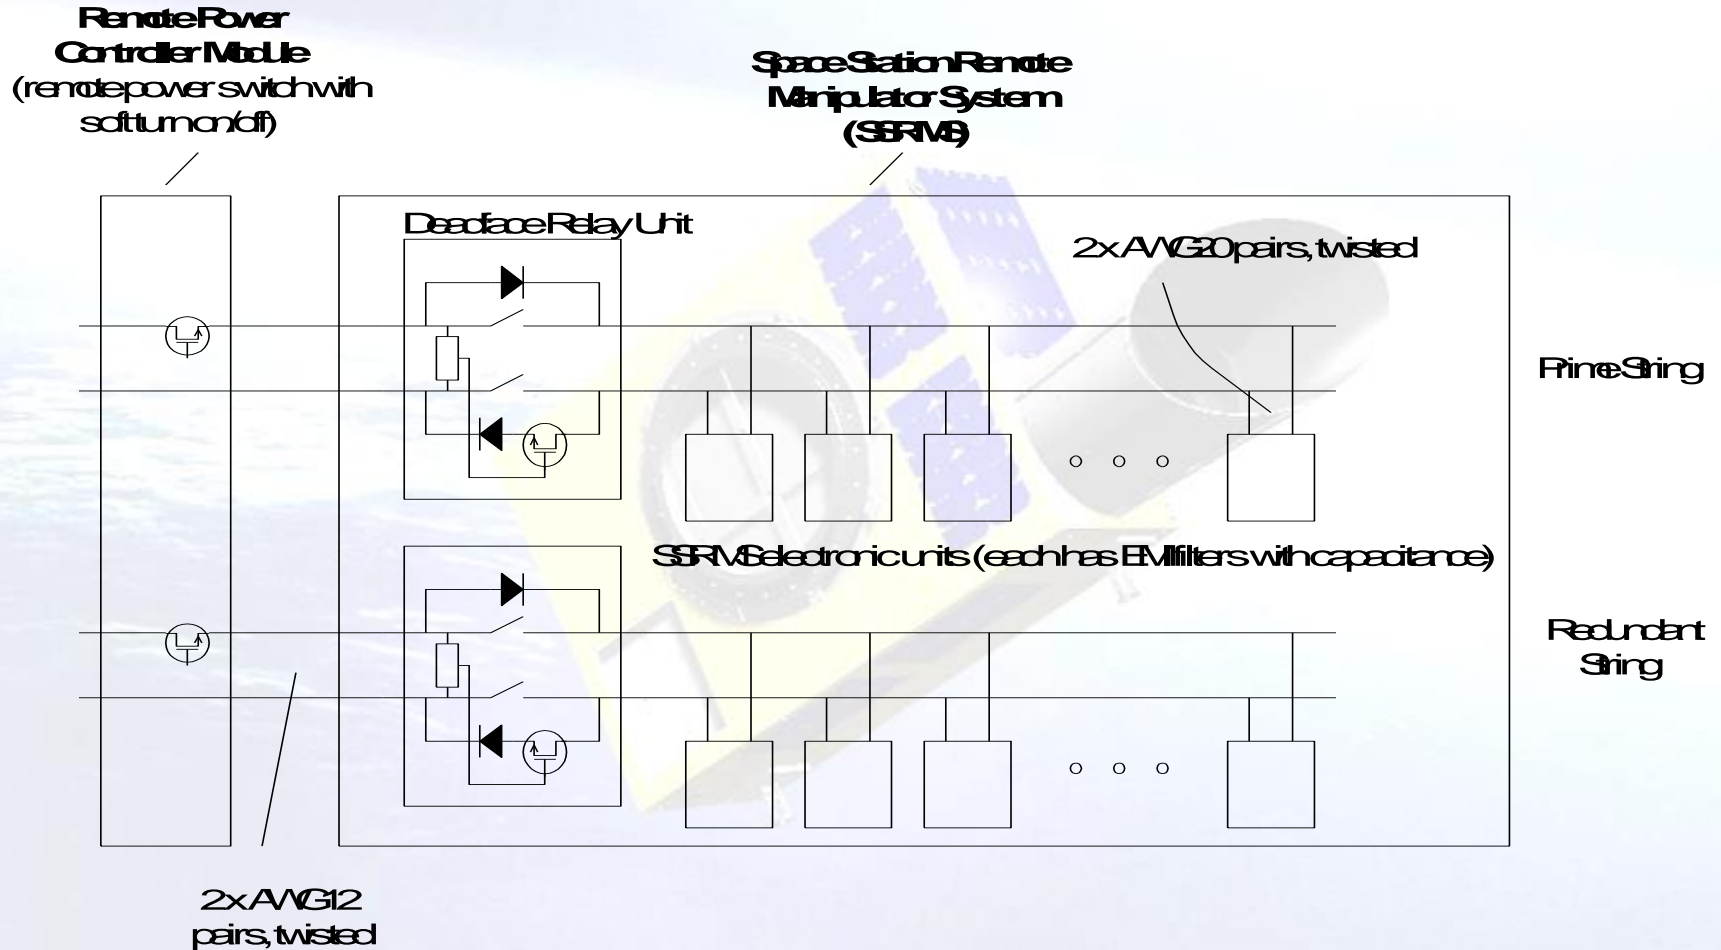 Remote Power
Controller Module
(remote power switch with
soft turn on/off)
Space Station Remote
Manipulator System
(SSRMS)
Deadface Relay Unit
2x AWG20 pairs, twisted
Prime String
SSRMS electronic units (each has EMI filters with capacitance)
Redundant
String
2x AWG12
pairs, twisted